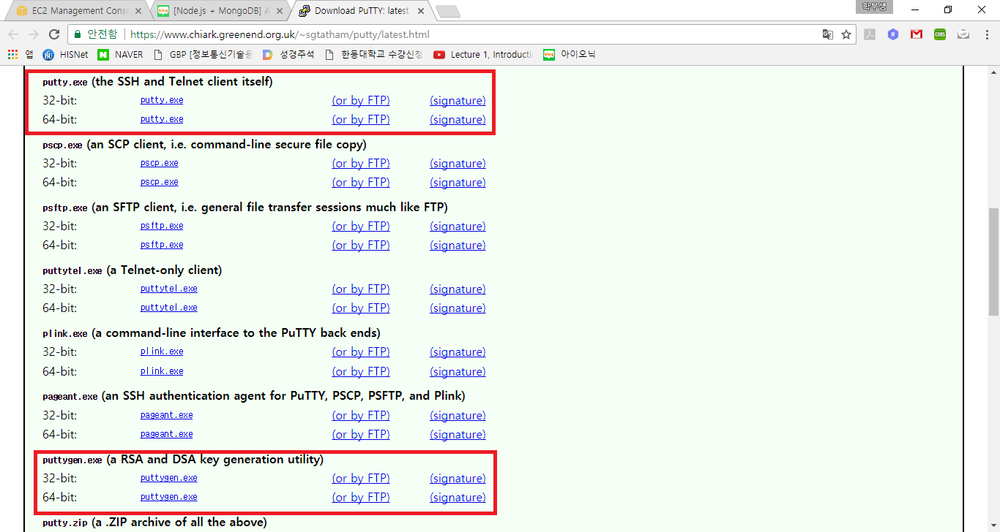 EC2 Management Conso
[Node.js + MongoDB] A
Download PuTTY: latest
학부생
안전함
https://www.chiark.greenend.org.uk/~sgtatham/putty/latest.html
앱
HISNet
NAVER
GBP [정보통신기술용
성경주석
한동대학교 수강신청
Lecture 1, Introducti
아이오닉
putty.exe (the SSH and Telnet client itself)
32-bit: putty.exe (or by FTP) (signature)
64-bit: putty.exe (or by FTP) (signature)
pscp.exe (an SCP client, i.e. command-line secure file copy)
32-bit: pscp.exe (or by FTP) (signature)
64-bit: pscp.exe (or by FTP) (signature)
psftp.exe (an SFTP client, i.e. general file transfer sessions much like FTP)
32-bit: psftp.exe (or by FTP) (signature)
64-bit: psftp.exe (or by FTP) (signature)
puttytel.exe (a Telnet-only client)
32-bit: puttytel.exe (or by FTP) (signature)
64-bit: puttytel.exe (or by FTP) (signature)
plink.exe (a command-line interface to the PuTTY back ends)
32-bit: plink.exe (or by FTP) (signature)
64-bit: plink.exe (or by FTP) (signature)
pageant.exe (an SSH authentication agent for PuTTY, PSCP, PSFTP, and Plink)
32-bit: pageant.exe (or by FTP) (signature)
64-bit: pageant.exe (or by FTP) (signature)
puttygen.exe (a RSA and DSA key generation utility)
32-bit: puttygen.exe (or by FTP) (signature)
64-bit: puttygen.exe (or by FTP) (signature)
putty.zip (a .ZIP archive of all the above)